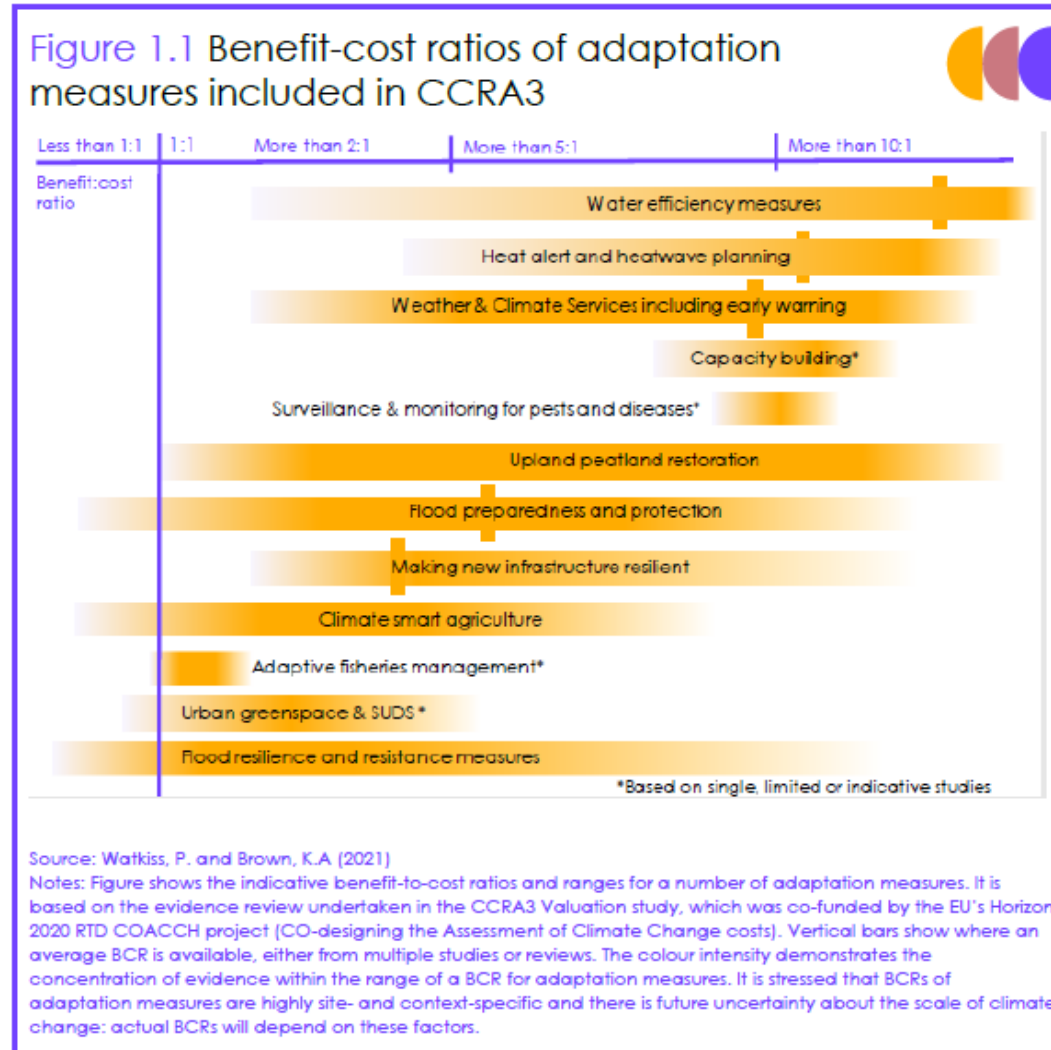 Figure 1.1 Benefit-cost ratios of adaptation
measures included in CCRA3
Less than 1:1 1:1 More than 2:1 More than 5:1 More than 10:1
Benefit:cost
ratio
Water efficiency measures
Heat alert and heatwave planning
Weather & Climate Services including early warning
Capacity building*
Surveillance & monitoring for pests and diseases*
Upland peatland restoration
Flood preparedness and protection
Making new infrastructure resilient
Climate smart agriculture
Adaptive fisheries management*
Urban greenspace & SUDS *
Flood resilience and resistance measures
*Based on single, limited or indicative studies
Source: Watkiss, P. and Brown, K.A (2021)
Notes: Figure shows the indicative benefit-to-cost ratios and ranges for a number of adaptation measures. It is
based on the evidence review undertaken in the CCRA3 Valuation study, which was co-funded by the EU's Horizon
2020 RTD COACCH project (CO-designing the Assessment of Climate Change costs). Vertical bars show where an
average BCR is available, either from multiple studies or reviews. The colour intensity demonstrates the
concentration of evidence within the range of a BCR for adaptation measures. It is stressed that BCRs of
adaptation measures are highly site- and context-specific and there is future uncertainty about the scale of climate
change: actual BCRs will depend on these factors.